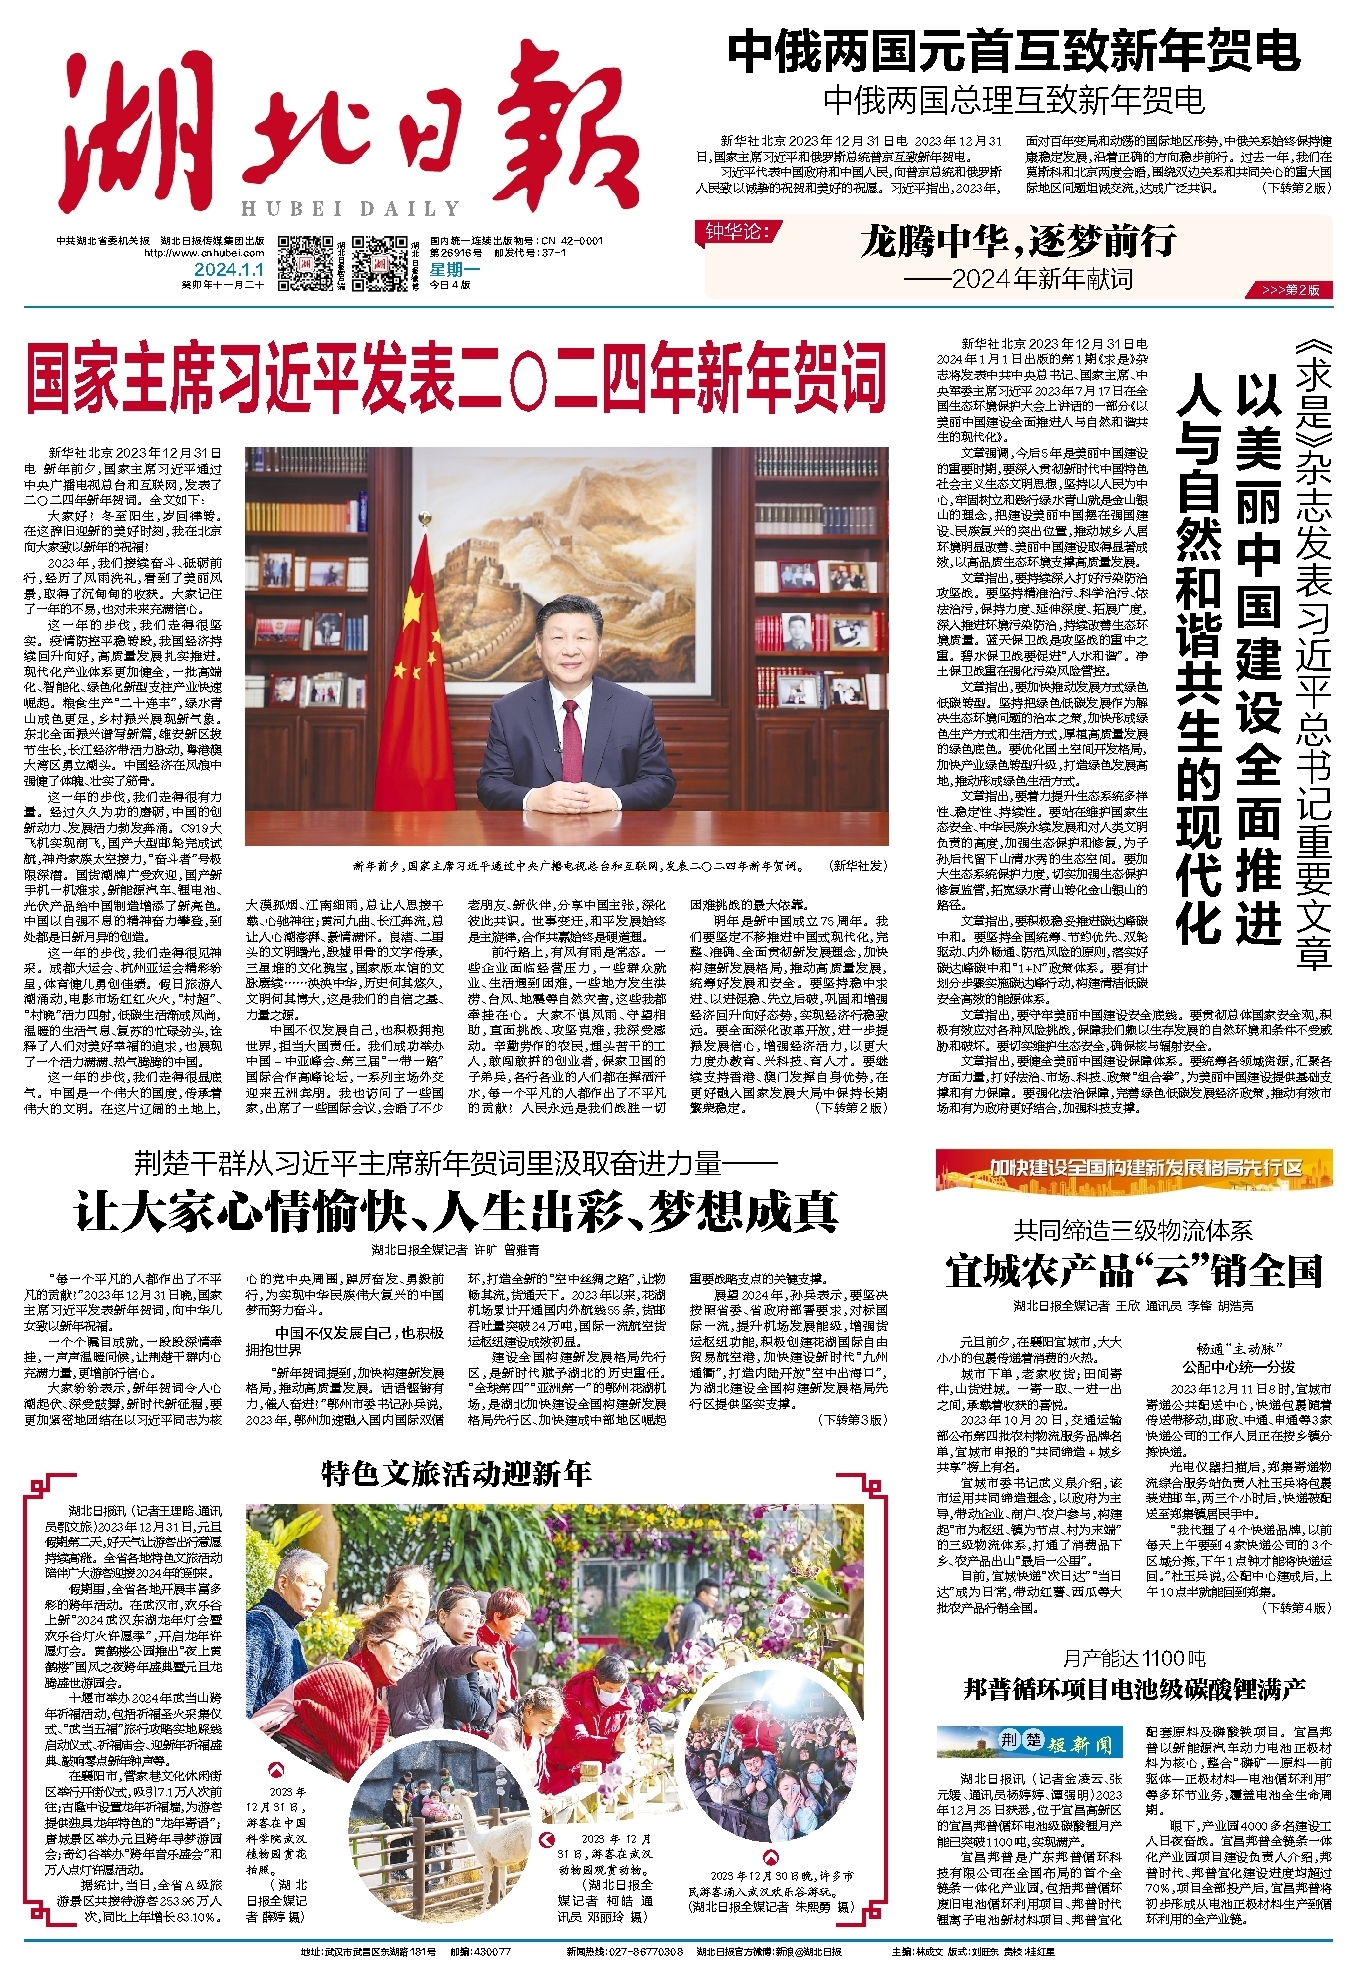 湖北日報
HUBEI DAILY
中共湖北省委机关报 湖北日报传媒集团出版
http://www.cnhubei.com
2024.1.1
癸卯年十一月二十
国内统一连续出版物号:CN 42-0001
第26916号 邮发代号:37-1
星期一
今日4版
中俄两国元首互致新年贺电
中俄两国总理互致新年贺电
新华社北京2023年12月31日电 2023年12月31
日,国家主席习近平和俄罗斯总统普京互致新年贺电。
习近平代表中国政府和中国人民,向普京总统和俄罗斯
人民致以诚挚的祝贺和美好的祝愿。习近平指出,2023年,
面对百年变局和动荡的国际地区形势,中俄关系始终保持健
康稳定发展,沿着正确的方向稳步前行。过去一年,我们在
莫斯科和北京两度会晤,围绕双边关系和共同关心的重大国
际地区问题坦诚交流,达成广泛共识。 (下转第2版)
钟华论:
龙腾中华,逐梦前行
——2024年新年献词
>>>第2版
国家主席习近平发表二〇二四年新年贺词
新华社北京2023年12月31日
电 新年前夕,国家主席习近平通过
中央广播电视总台和互联网,发表了
二〇二四年新年贺词。全文如下:
大家好!冬至阳生,岁回律转。
在这辞旧迎新的美好时刻,我在北京
向大家致以新年的祝福!
2023年,我们接续奋斗、砥砺前
行,经历了风雨洗礼,看到了美丽风
景,取得了沉甸甸的收获。大家记住
了一年的不易,也对未来充满信心。
这一年的步伐,我们走得很坚
实。疫情防控平稳转段,我国经济持
续回升向好,高质量发展扎实推进。
现代化产业体系更加健全,一批高端
化、智能化、绿色化新型支柱产业快速
崛起。粮食生产“二十连丰”,绿水青
山成色更足,乡村振兴展现新气象。
东北全面振兴谱写新篇,雄安新区拔
节生长,长江经济带活力脉动,粤港澳
大湾区勇立潮头。中国经济在风浪中
强健了体魄、壮实了筋骨。
这一年的步伐,我们走得很有力
量。经过久久为功的磨砺,中国的创
新动力、发展活力勃发奔涌。C919大
飞机实现商飞,国产大型邮轮完成试
航,神舟家族太空接力,“奋斗者”号极
限深潜。国货潮牌广受欢迎,国产新
手机一机难求,新能源汽车、锂电池、
光伏产品给中国制造增添了新亮色。
中国以自强不息的精神奋力攀登,到
处都是日新月异的创造。
这一年的步伐,我们走得很见神
采。成都大运会、杭州亚运会精彩纷
呈,体育健儿勇创佳绩。假日旅游人
潮涌动,电影市场红红火火,“村超”、
“村晚”活力四射,低碳生活渐成风尚,
温暖的生活气息、复苏的忙碌劲头,诠
释了人们对美好幸福的追求,也展现
了一个活力满满、热气腾腾的中国。
这一年的步伐,我们走得很显底
气。中国是一个伟大的国度,传承着
伟大的文明。在这片辽阔的土地上,
新年前夕,国家主席习近平通过中央广播电视总台和互联网,发表二〇二四年新年贺词。 (新华社发)
大漠孤烟、江南细雨,总让人思接千
载、心驰神往;黄河九曲、长江奔流,总
让人心潮澎湃、豪情满怀。良渚、二里
头的文明曙光,殷墟甲骨的文字传承,
三星堆的文化瑰宝,国家版本馆的文
脉赓续……泱泱中华,历史何其悠久,
文明何其博大,这是我们的自信之基、
力量之源。
中国不仅发展自己,也积极拥抱
世界,担当大国责任。我们成功举办
中国-中亚峰会、第三届“一带一路”
国际合作高峰论坛,一系列主场外交
迎来五洲宾朋。我也访问了一些国
家,出席了一些国际会议,会晤了不少
老朋友、新伙伴,分享中国主张,深化
彼此共识。世事变迁,和平发展始终
是主旋律,合作共赢始终是硬道理。
前行路上,有风有雨是常态。一
些企业面临经营压力,一些群众就
业、生活遇到困难,一些地方发生洪
涝、台风、地震等自然灾害,这些我都
牵挂在心。大家不惧风雨、守望相
助,直面挑战、攻坚克难,我深受感
动。辛勤劳作的农民,埋头苦干的工
人,敢闯敢拼的创业者,保家卫国的
子弟兵,各行各业的人们都在挥洒汗
水,每一个平凡的人都作出了不平凡
的贡献!人民永远是我们战胜一切
困难挑战的最大依靠。
明年是新中国成立75周年。我
们要坚定不移推进中国式现代化,完
整、准确、全面贯彻新发展理念,加快
构建新发展格局,推动高质量发展,
统筹好发展和安全。要坚持稳中求
进、以进促稳、先立后破,巩固和增强
经济回升向好态势,实现经济行稳致
远。要全面深化改革开放,进一步提
振发展信心,增强经济活力,以更大
力度办教育、兴科技、育人才。要继
续支持香港、澳门发挥自身优势,在
更好融入国家发展大局中保持长期
繁荣稳定。 (下转第2版)
《求是》杂志发表习近平总书记重要文章
以美丽中国建设全面推进
人与自然和谐共生的现代化
新华社北京2023年12月31日电
2024年1月1日出版的第1期《求是》杂
志将发表中共中央总书记、国家主席、中
央军委主席习近平2023年7月17日在全
国生态环境保护大会上讲话的一部分《以
美丽中国建设全面推进人与自然和谐共
生的现代化》。
文章强调,今后5年是美丽中国建设
的重要时期,要深入贯彻新时代中国特色
社会主义生态文明思想,坚持以人民为中
心,牢固树立和践行绿水青山就是金山银
山的理念,把建设美丽中国摆在强国建
设、民族复兴的突出位置,推动城乡人居
环境明显改善、美丽中国建设取得显著成
效,以高品质生态环境支撑高质量发展。
文章指出,要持续深入打好污染防治
攻坚战。要坚持精准治污、科学治污、依
法治污,保持力度、延伸深度、拓展广度,
深入推进环境污染防治,持续改善生态环
境质量。蓝天保卫战是攻坚战的重中之
重。碧水保卫战要促进“人水和谐”。净
土保卫战重在强化污染风险管控。
文章指出,要加快推动发展方式绿色
低碳转型。坚持把绿色低碳发展作为解
决生态环境问题的治本之策,加快形成绿
色生产方式和生活方式,厚植高质量发展
的绿色底色。要优化国土空间开发格局,
加快产业绿色转型升级,打造绿色发展高
地,推动形成绿色生活方式。
文章指出,要着力提升生态系统多样
性、稳定性、持续性。要站在维护国家生
态安全、中华民族永续发展和对人类文明
负责的高度,加强生态保护和修复,为子
孙后代留下山清水秀的生态空间。要加
大生态系统保护力度,切实加强生态保护
修复监管,拓宽绿水青山转化金山银山的
路径。
文章指出,要积极稳妥推进碳达峰碳
中和。要坚持全国统筹、节约优先、双轮
驱动、内外畅通、防范风险的原则,落实好
碳达峰碳中和“1+N”政策体系。要有计
划分步骤实施碳达峰行动,构建清洁低碳
安全高效的能源体系。
文章指出,要守牢美丽中国建设安全底线。要贯彻总体国家安全观,积
极有效应对各种风险挑战,保障我们赖以生存发展的自然环境和条件不受威
胁和破坏。要切实维护生态安全,确保核与辐射安全。
文章指出,要健全美丽中国建设保障体系。要统筹各领域资源,汇聚各
方面力量,打好法治、市场、科技、政策“组合拳”,为美丽中国建设提供基础支
撑和有力保障。要强化法治保障,完善绿色低碳发展经济政策,推动有效市
场和有为政府更好结合,加强科技支撑。
荆楚干群从习近平主席新年贺词里汲取奋进力量——
让大家心情愉快、人生出彩、梦想成真
湖北日报全媒记者 许旷 曾雅青
“每一个平凡的人都作出了不平
凡的贡献!”2023年12月31日晚,国家
主席习近平发表新年贺词,向中华儿
女致以新年祝福。
一个个瞩目成就,一段段深情牵
挂,一声声温暖问候,让荆楚干群内心
充满力量,更增前行信心。
大家纷纷表示,新年贺词令人心
潮起伏、深受鼓舞,新时代新征程,要
更加紧密地团结在以习近平同志为核
心的党中央周围,踔厉奋发、勇毅前
行,为实现中华民族伟大复兴的中国
梦而努力奋斗。
中国不仅发展自己,也积极
拥抱世界
“新年贺词提到,加快构建新发展
格局,推动高质量发展。话语铿锵有
力,催人奋进!”鄂州市委书记孙兵说,
2023年,鄂州加速融入国内国际双循
环,打造全新的“空中丝绸之路”,让物
畅其流,货通天下。2023年以来,花湖
机场累计开通国内外航线55条,货邮
吞吐量突破24万吨,国际一流航空货
运枢纽建设成效初显。
建设全国构建新发展格局先行
区,是新时代赋予湖北的历史重任。
“全球第四”“亚洲第一”的鄂州花湖机
场,是湖北加快建设全国构建新发展
格局先行区、加快建成中部地区崛起
重要战略支点的关键支撑。
展望2024年,孙兵表示,要坚决
按照省委、省政府部署要求,对标国
际一流,提升机场发展能级,增强货
运枢纽功能,积极创建花湖国际自由
贸易航空港,加快建设新时代“九州
通衢”,打造内陆开放“空中出海口”,
为湖北建设全国构建新发展格局先
行区提供坚实支撑。
(下转第3版)
加快建设全国构建新发展格局先行区
共同缔造三级物流体系
宜城农产品“云”销全国
湖北日报全媒记者 王欣 通讯员 李锋 胡浩亮
元旦前夕,在襄阳宜城市,大大
小小的包裹传递着消费的火热。
城市下单,老家收货;田间寄
件,山货进城。一寄一取、一进一出
之间,承载着收获的喜悦。
2023年10月20日,交通运输
部公布第四批农村物流服务品牌名
单,宜城市申报的“共同缔造+城乡
共享”榜上有名。
宜城市委书记武义泉介绍,该
市运用共同缔造理念,以政府为主
导,带动企业、商户、农户参与,构建
起“市为枢纽、镇为节点、村为末端”
的三级物流体系,打通了消费品下
乡、农产品出山“最后一公里”。
目前,宜城快递“次日达”“当日
达”成为日常,带动红薯、西瓜等大
批农产品行销全国。
畅通“主动脉”
公配中心统一分拨
2023年12月11日8时,宜城市
寄递公共配送中心,快递包裹随着
传送带移动,邮政、中通、申通等3家
快递公司的工作人员正在按乡镇分
拣快递。
光电仪器扫描后,郑集寄递物
流综合服务站负责人杜玉兵将包裹
装进邮车,两三个小时后,快递被配
送至郑集镇居民手中。
“我代理了4个快递品牌,以前
每天上午要到4家快递公司的3个
区域分拣,下午1点钟才能将快递运
回。”杜玉兵说,公配中心建成后,上
午10点半就能回到郑集。
(下转第4版)
特色文旅活动迎新年
湖北日报讯(记者王理略、通讯
员鄂文旅)2023年12月31日,元旦
假期第二天,好天气让游客出行意愿
持续高涨。全省各地特色文旅活动
陪伴广大游客迎接2024年的到来。
假期里,全省各地开展丰富多
彩的跨年活动。在武汉市,欢乐谷
上新“2024武汉东湖龙年灯会暨
欢乐谷灯火许愿季”,开启龙年许
愿灯会。黄鹤楼公园推出“夜上黄
鹤楼”国风之夜跨年盛典暨元旦龙
腾盛世游园会。
十堰市举办2024年武当山跨
年祈福活动,包括祈福圣火采集仪
式、“武当五福”旅行攻略实地踩线
启动仪式、祈福庙会、迎新年祈福盛
典、敲响零点新年钟声等。
在襄阳市,管家巷文化休闲街
区举行开街仪式,吸引7.1万人次前
往;古隆中设置龙年祈福墙,为游客
提供独具龙年特色的“龙年寄语”;
唐城景区举办元旦跨年寻梦游园
会;奇幻谷举办“跨年音乐盛会”和
万人点灯许愿活动。
据统计,当日,全省A级旅
游景区共接待游客253.96万人
次,同比上年增长83.10%。
2023年
12月31日,
游客在中国
科学院武汉
植物园赏花
拍照。
(湖北
日报全媒记
者 薛婷 摄)
2023年12月
31日,游客在武汉
动物园观赏动物。
(湖北日报全
媒记者 柯皓 通
讯员 邓丽玲 摄)
2023年12月30日晚,许多市
民游客涌入武汉欢乐谷游玩。
(湖北日报全媒记者 朱熙勇 摄)
月产能达1100吨
邦普循环项目电池级碳酸锂满产
荆楚短新闻
湖北日报讯(记者金凌云、张
元媛、通讯员杨婷婷、谭强明)2023
年12月25日获悉,位于宜昌高新区
的宜昌邦普循环电池级碳酸锂月产
能已突破1100吨,实现满产。
宜昌邦普是广东邦普循环科
技有限公司在全国布局的首个全
链条一体化产业园,包括邦普循环
废旧电池循环利用项目、邦普时代
锂离子电池新材料项目、邦普宜化
配套原料及磷酸铁项目。宜昌邦
普以新能源汽车动力电池正极材
料为核心,整合“磷矿—原料—前
驱体—正极材料—电池循环利用”
等多环节业务,覆盖电池全生命周
期。
眼下,产业园4000多名建设工
人日夜奋战。宜昌邦普全链条一体
化产业园项目建设负责人介绍,邦
普时代、邦普宜化建设进度均超过
70%,项目全部投产后,宜昌邦普将
初步形成从电池正极材料生产到循
环利用的全产业链。
地址:武汉市武昌区东湖路181号 邮编:430077 新闻热线:027-86770308 湖北日报官方微博:新浪@湖北日报 主编:林成文 版式:刘阳东 责校:桂红星